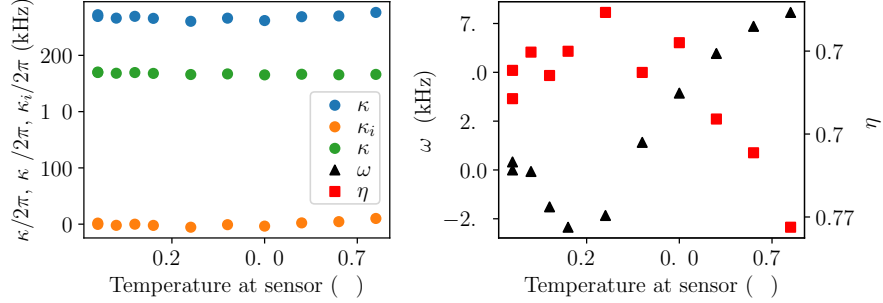 κ/2π, κ /2π, κᵢ/2π (kHz)
200
1 0
100
0
κ
κᵢ
κ
ω
η
0.2
0. 0
0.7
Temperature at sensor ( )
ω (kHz)
7.
.0
2.
0.0
−2.
0.2
0. 0
0.7
Temperature at sensor ( )
0.7
0.7
0.77
η